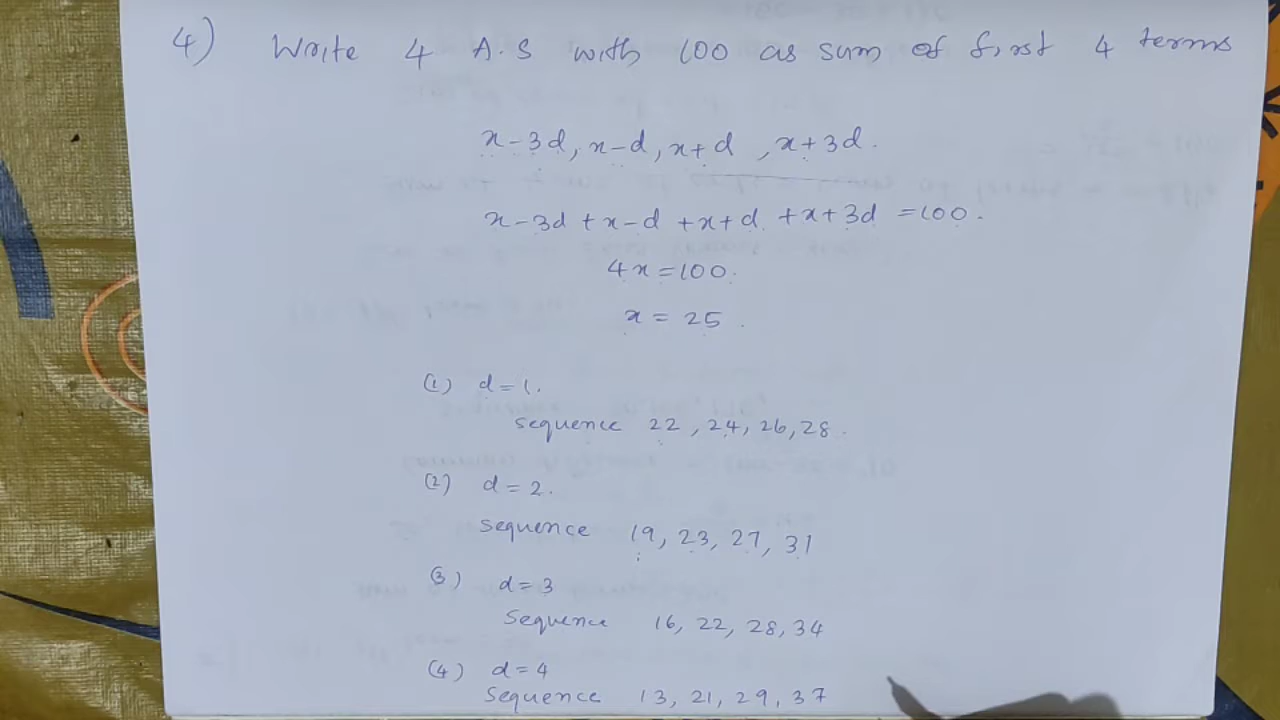 4) Write 4 A.S with 100 as sum of first 4 terms
x-3d, x-d, x+d, x+3d.
x-3d+x-d+x+d+x+3d=100.
4x=100.
x=25.
(1) d=1.
sequence 22, 24, 26, 28.
(2) d=2.
sequence 19, 23, 27, 31
(3) d=3
sequence 16, 22, 28, 34
(4) d=4
sequence 13, 21, 29, 37